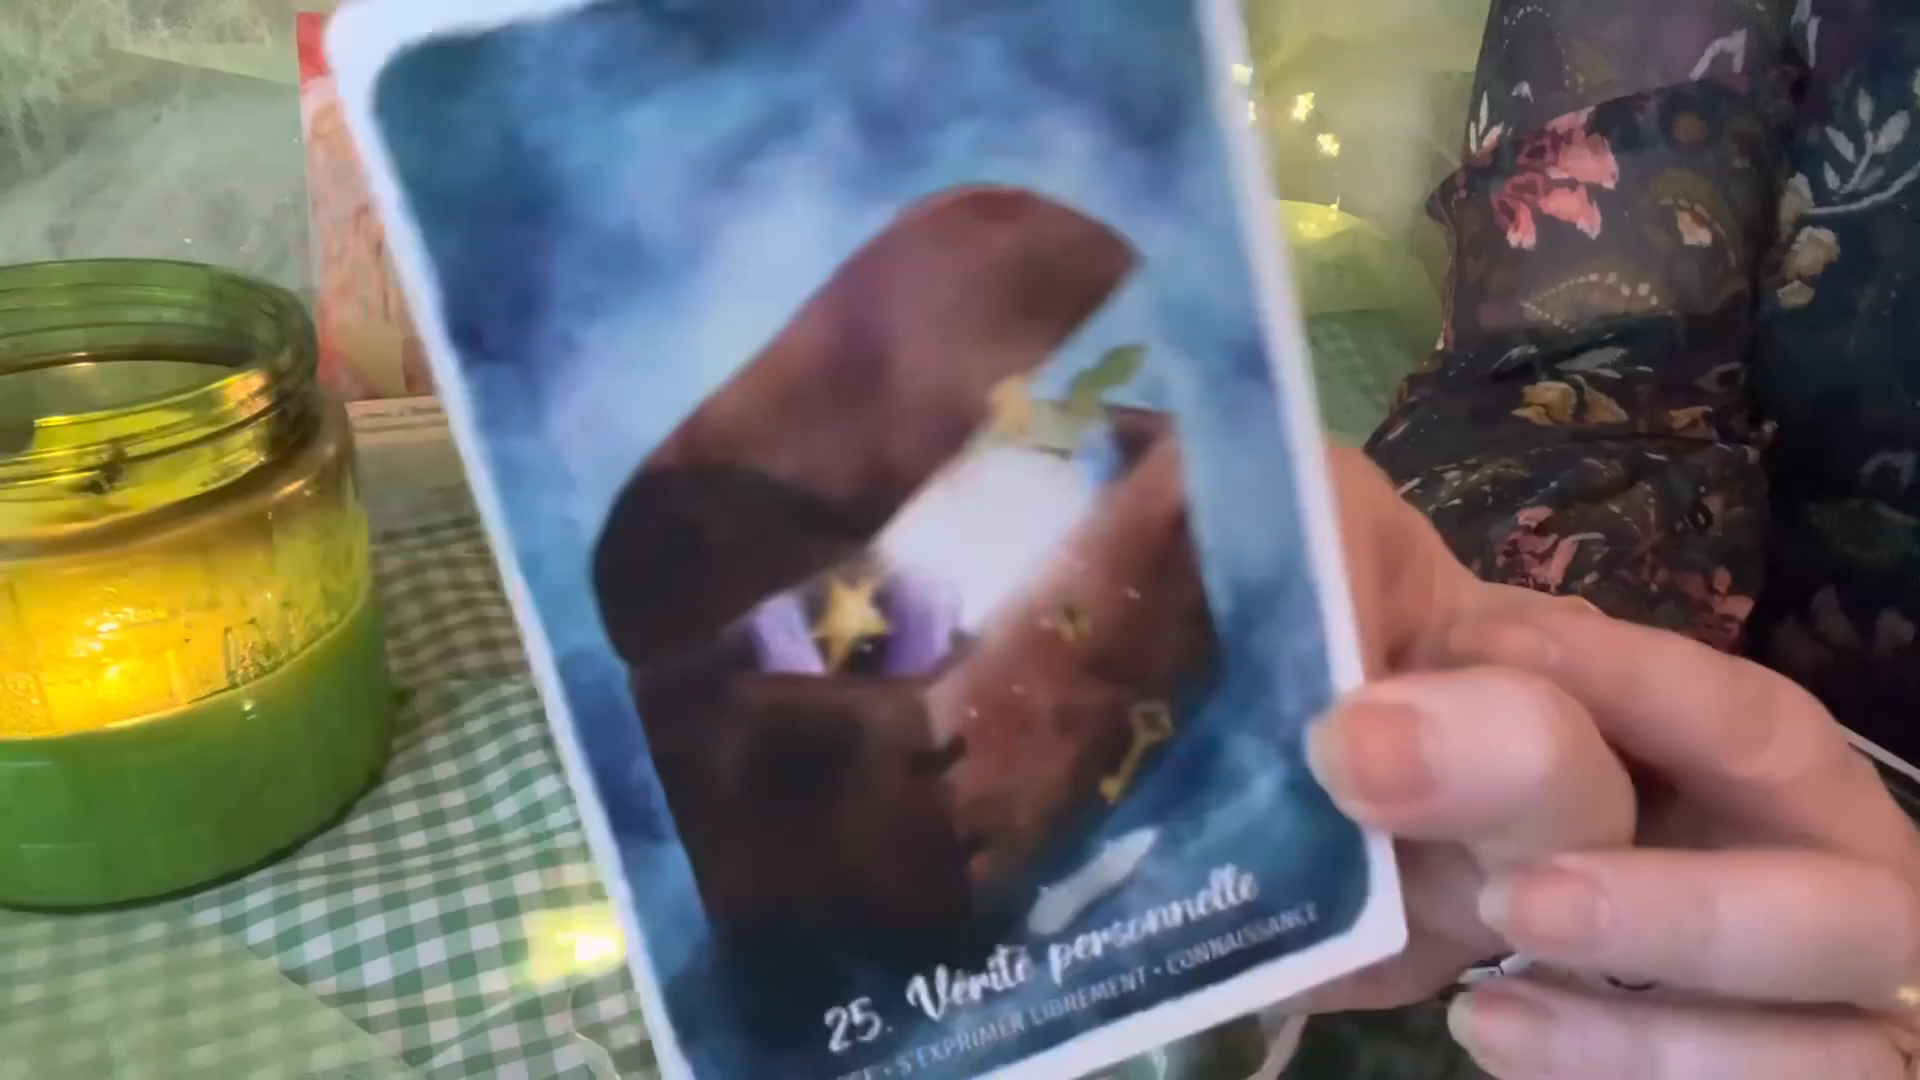 25. Vérité personnelle
• S'EXPRIMER LIBREMENT • CONNAISSANCE